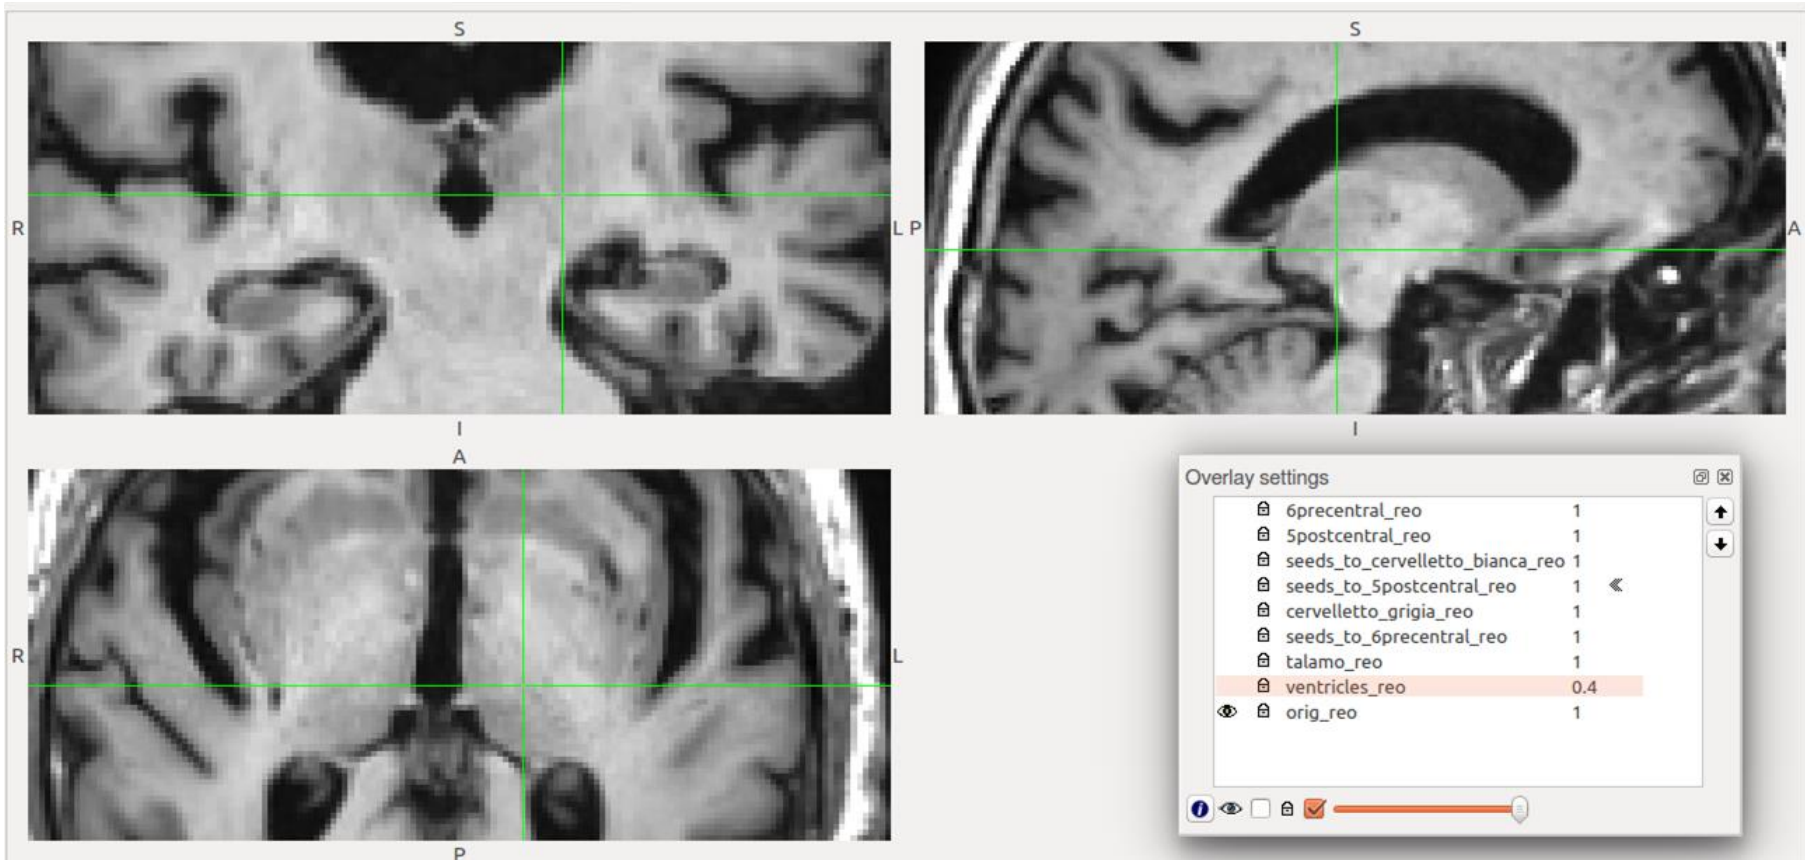 S
S
R
L
P
A
I
I
A
R
L
P
Overlay settings
6precentral_reo 1
5postcentral_reo 1
seeds_to_cervelletto_bianca_reo 1
seeds_to_5postcentral_reo 1
cervelletto_grigia_reo 1
seeds_to_6precentral_reo 1
talamo_reo 1
ventricles_reo 0.4
orig_reo 1